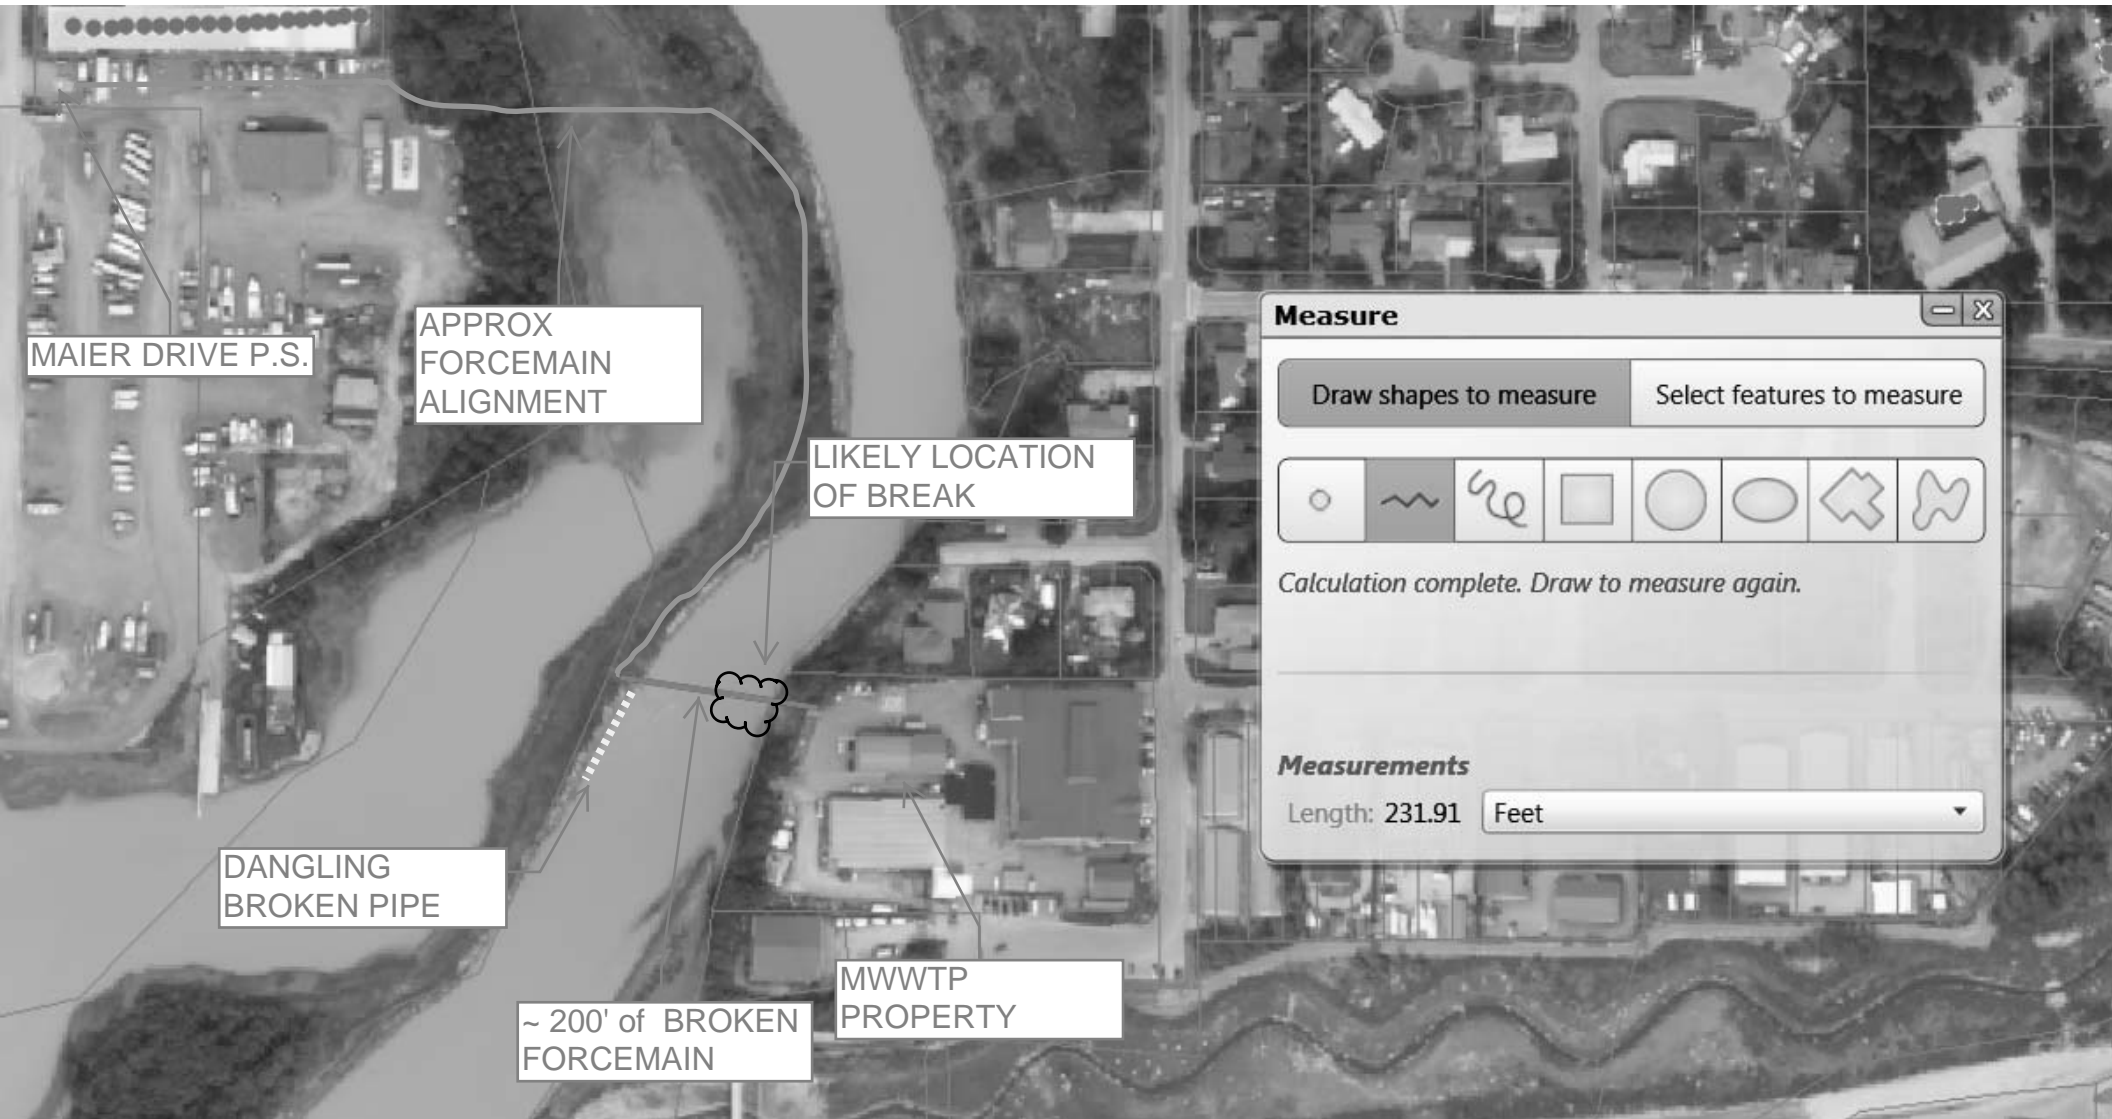 MAIER DRIVE P.S.
APPROX
FORCEMAIN
ALIGNMENT
LIKELY LOCATION
OF BREAK
DANGLING
BROKEN PIPE
~ 200' of BROKEN
FORCEMAIN
MWWTP
PROPERTY
Measure
Draw shapes to measure
Select features to measure
Calculation complete. Draw to measure again.
Measurements
Length: 231.91 Feet